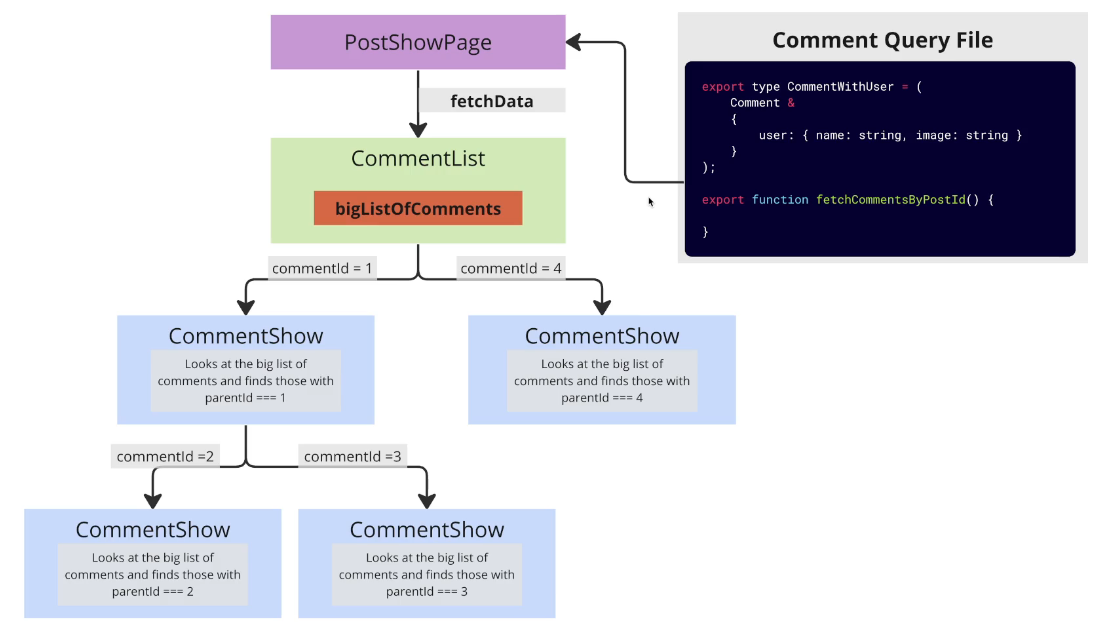 PostShowPage
Comment Query File
fetchData
export type CommentWithUser = (
Comment &
{
user: { name: string, image: string }
}
);
export function fetchCommentsByPostId() {
}
CommentList
bigListOfComments
commentId = 1
commentId = 4
CommentShow
Looks at the big list of
comments and finds those with
parentId === 1
CommentShow
Looks at the big list of
comments and finds those with
parentId === 4
commentId =2
commentId =3
CommentShow
Looks at the big list of
comments and finds those with
parentId === 2
CommentShow
Looks at the big list of
comments and finds those with
parentId === 3